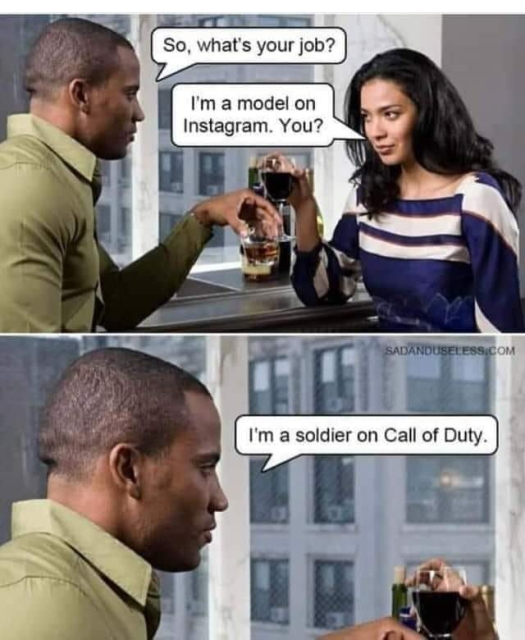 So, what's your job?
I'm a model on
Instagram. You?
SADANDUSELESS.COM
I'm a soldier on Call of Duty.